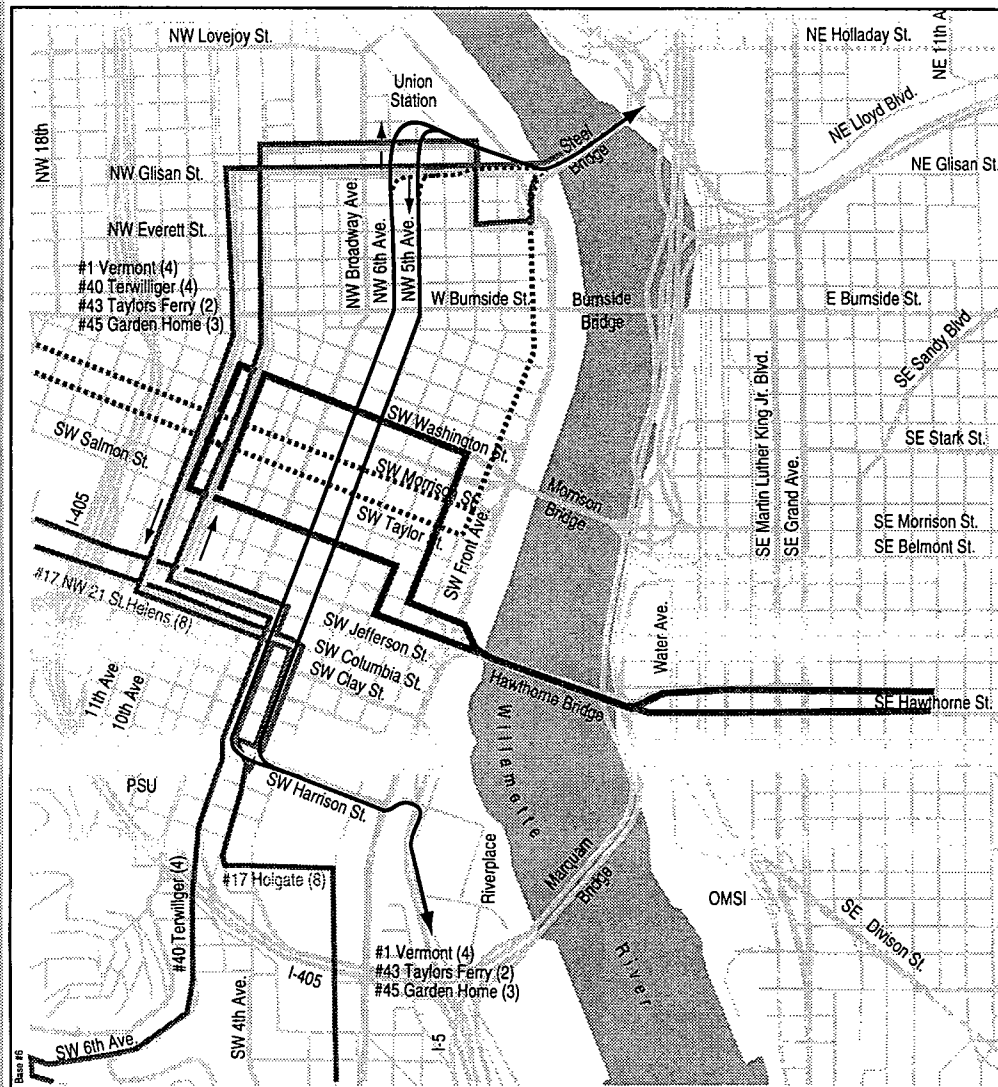 NW Lovejoy St.
NE Holladay St.
NE 11th A
Union
Station
NE Lloyd Blvd.
NW 18th
Steel
Bridge
NW Glisan St.
NE Glisan St.
NW Broadway Ave.
NW 6th Ave.
NW 5th Ave.
NW Everett St.
#1 Vermont (4)
#40 Terwilliger (4)
#43 Taylors Ferry (2)
#45 Garden Home (3)
W Burnside St.
Burnside
Bridge
E Burnside St.
SE Sandy Blvd.
SE Martin Luther King Jr. Blvd.
SE Grand Ave.
SW Washington St.
SE Stark St.
SW Salmon St.
SW Morrison St.
Morrison
Bridge
SW Taylor St.
SW Front Ave.
SE Morrison St.
SE Belmont St.
I-405
#17 NW 21 St.Helens (8)
SW Jefferson St.
SW Columbia St.
SW Clay St.
Water Ave.
11th Ave
10th Ave
Hawthorne Bridge
SE Hawthorne St.
Willamette
River
PSU
SW Harrison St.
#17 Holgate (8)
Riverplace
Marquam
Bridge
OMSI
SE Divison St.
#40 Terwilliger (4)
#1 Vermont (4)
#43 Taylors Ferry (2)
#45 Garden Home (3)
I-405
SW 4th Ave.
I-5
SW 6th Ave.
Base #6